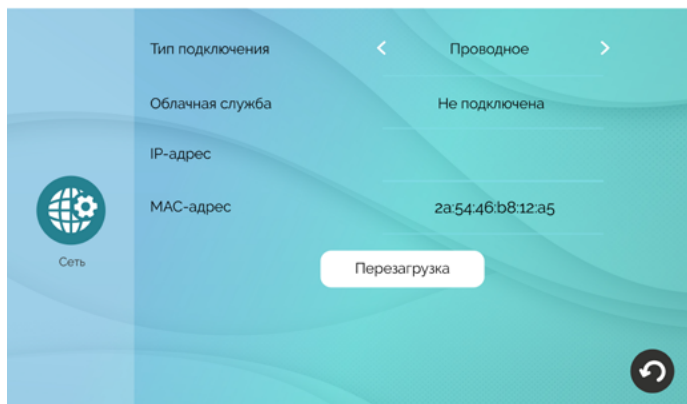 Тип подключения
Проводное
Облачная служба
Не подключена
IP-адрес
MAC-адрес
2a:54:46:b8:12:a5
Сеть
Перезагрузка